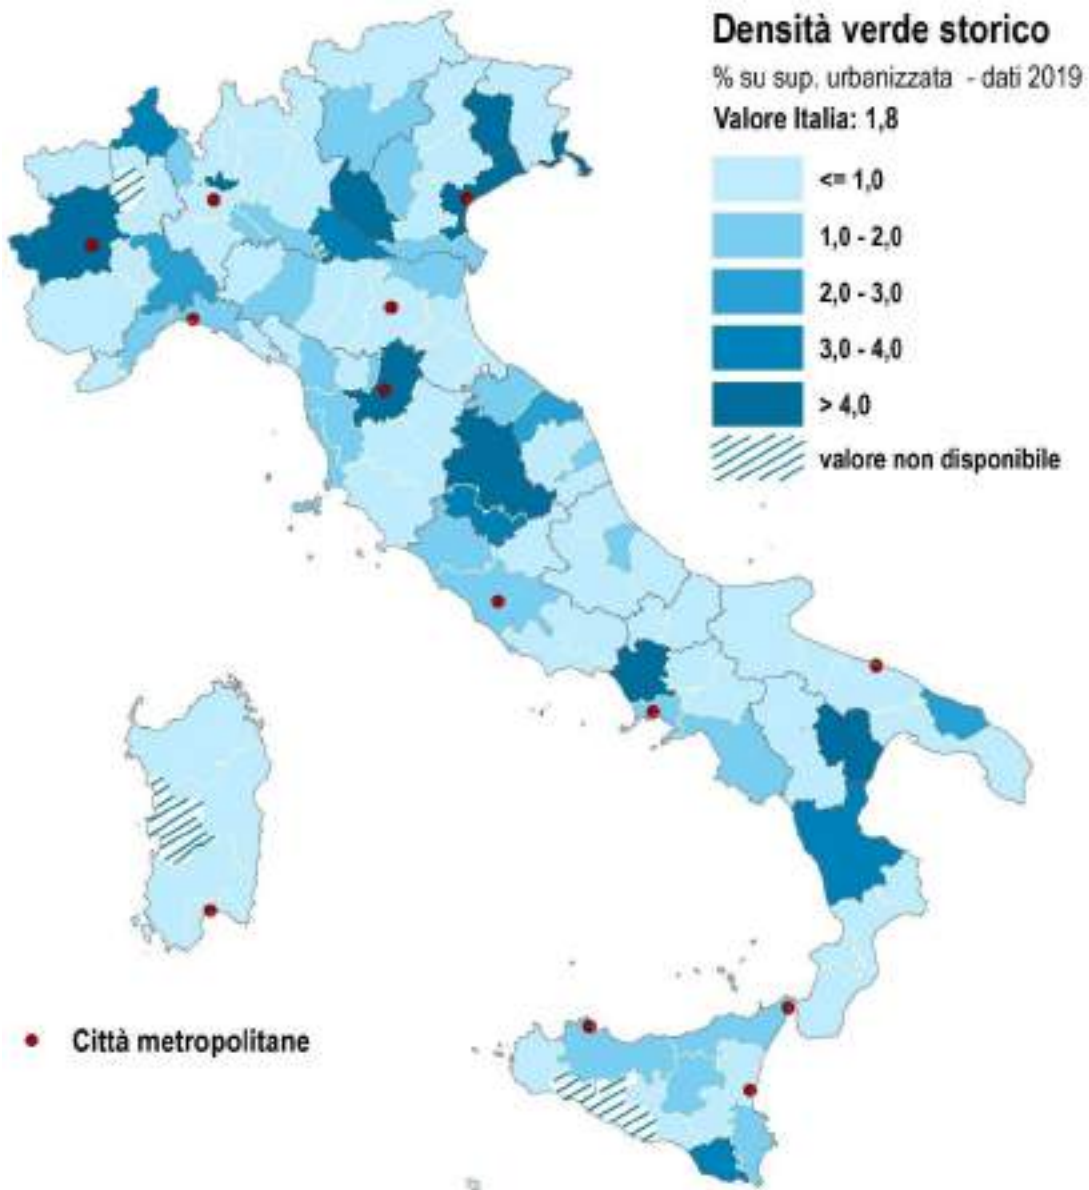 Densità verde storico
% su sup. urbanizzata - dati 2019
Valore Italia: 1,8
<= 1,0
1,0 - 2,0
2,0 - 3,0
3,0 - 4,0
> 4,0
valore non disponibile
Città metropolitane